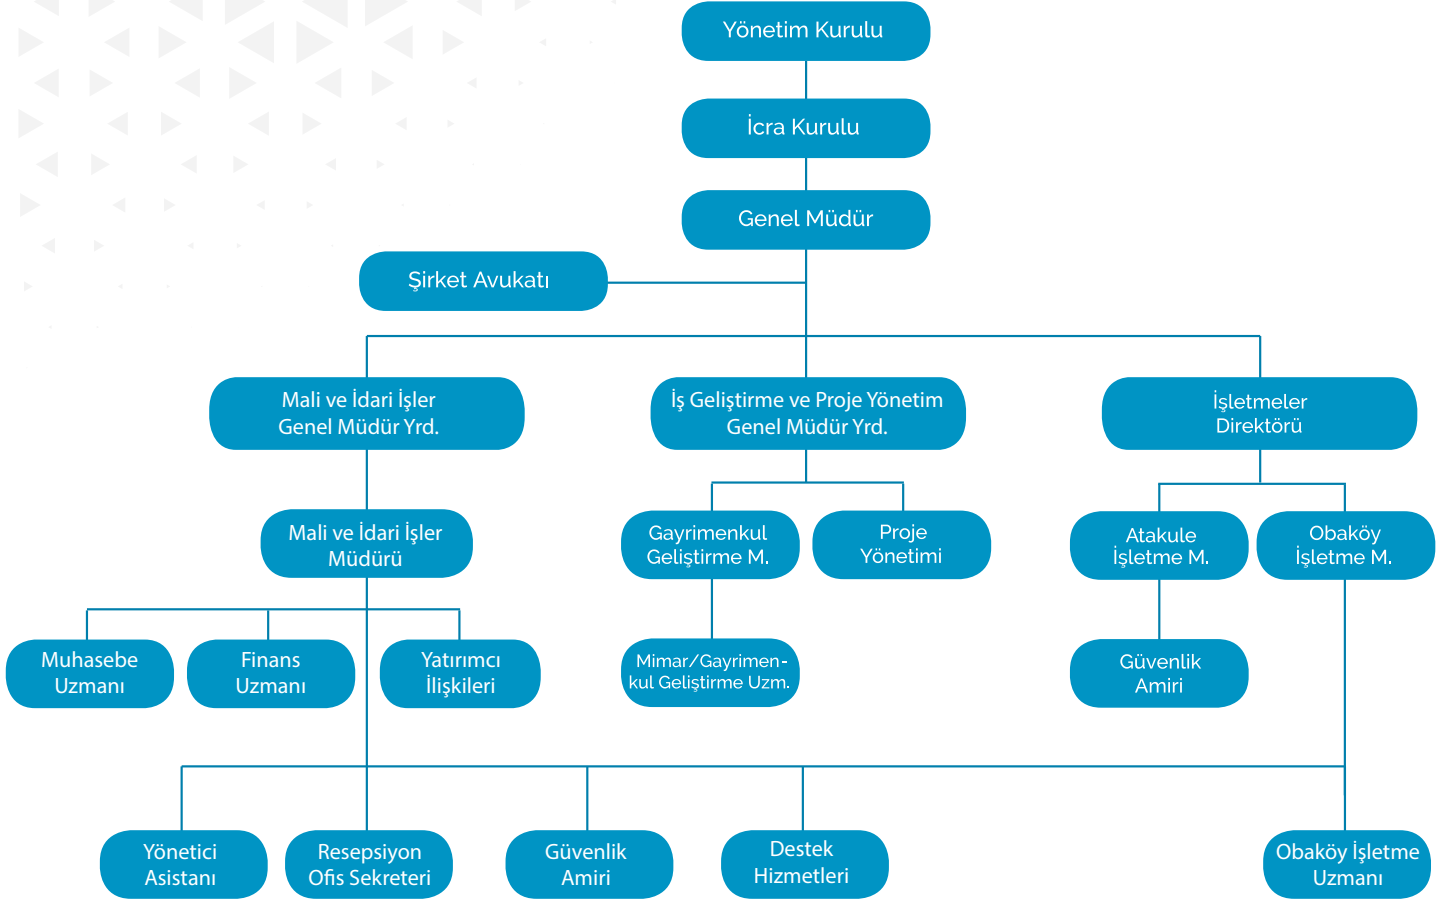 Yönetim Kurulu
İcra Kurulu
Genel Müdür
Şirket Avukatı
Mali ve İdari İşler
Genel Müdür Yrd.
İş Geliştirme ve Proje Yönetim
Genel Müdür Yrd.
İşletmeler
Direktörü
Mali ve İdari İşler
Müdürü
Gayrimenkul
Geliştirme M.
Proje
Yönetimi
Atakule
İşletme M.
Obaköy
İşletme M.
Muhasebe
Uzmanı
Finans
Uzmanı
Yatırımcı
İlişkileri
Mimar/Gayrimen-
kul Geliştirme Uzm.
Güvenlik
Amiri
Yönetici
Asistanı
Resepsiyon
Ofis Sekreteri
Güvenlik
Amiri
Destek
Hizmetleri
Obaköy İşletme
Uzmanı